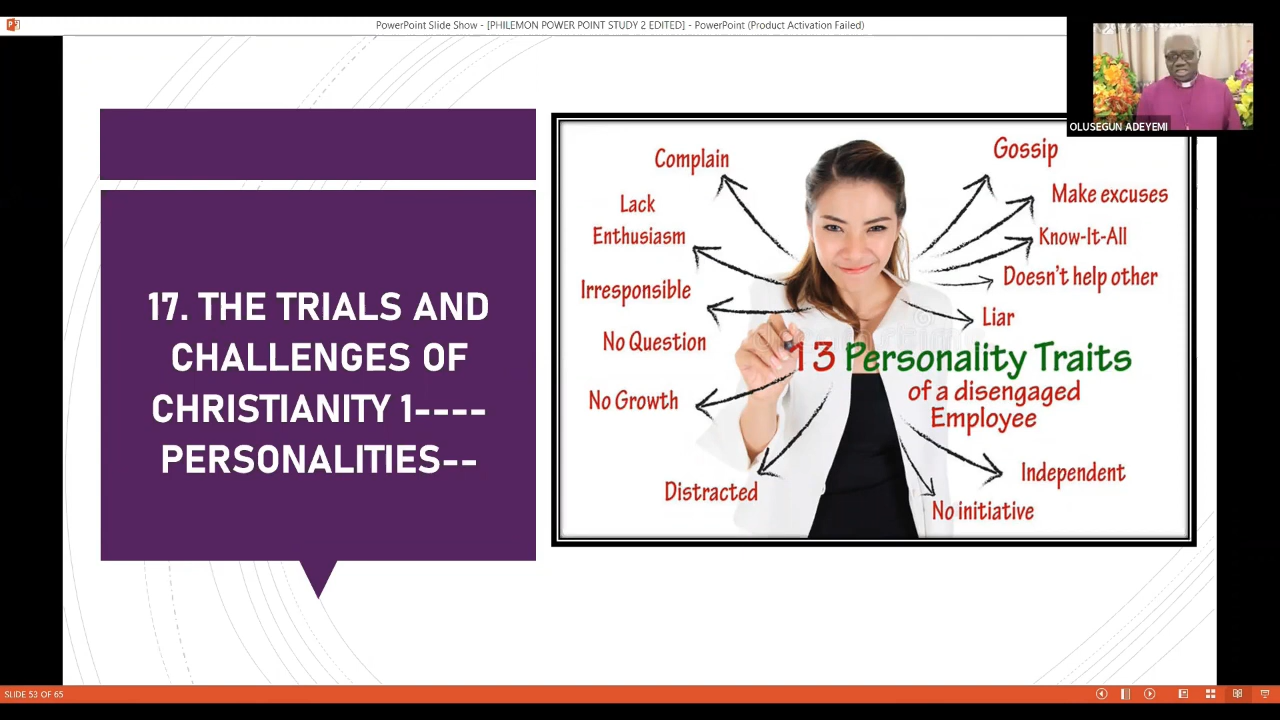 PowerPoint Slide Show - [PHILEMON POWER POINT STUDY 2 EDITED] - PowerPoint (Product Activation Failed)
OLUSEGUN ADEYEMI
17. THE TRIALS AND
CHALLENGES OF
CHRISTIANITY 1----
PERSONALITIES--
Complain
Lack
Enthusiasm
Irresponsible
No Question
No Growth
Distracted
Gossip
Make excuses
Know-It-All
Doesn't help other
Liar
13 Personality Traits
of a disengaged
Employee
Independent
No initiative
SLIDE 53 OF 65